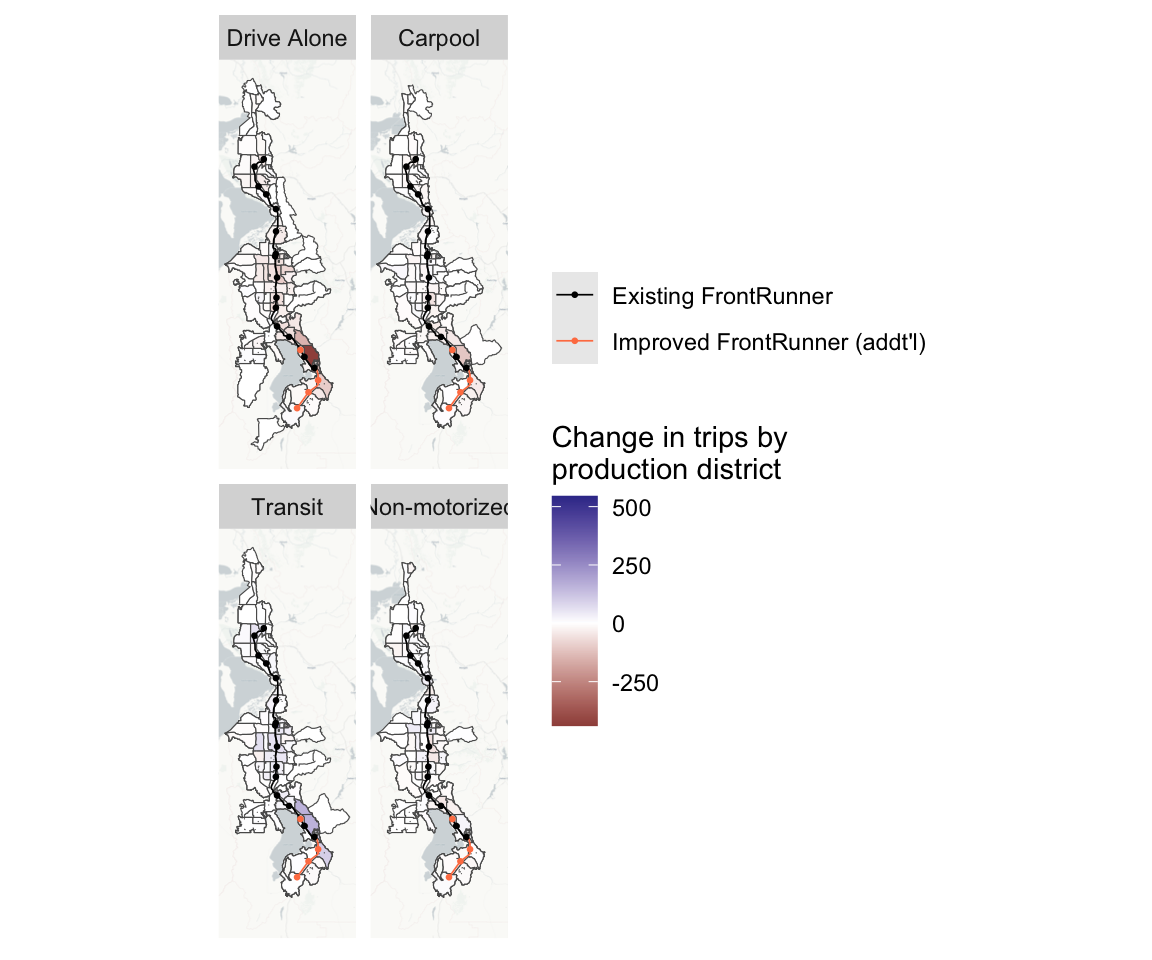 Drive Alone
Carpool
Transit
Non-motorized
Existing FrontRunner
Improved FrontRunner (addt'l)
Change in trips by
production district
500
250
0
-250